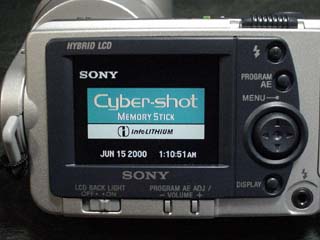 HYBRID LCD
SONY
Cyber-shot
MEMORY STICK
i InfoLITHIUM
JUN 15 2000 1:10:51AM
PROGRAM
AE
MENU
DISPLAY
SONY
LCD BACK LIGHT
OFF ON
PROGRAM AE ADJ /
- VOLUME +